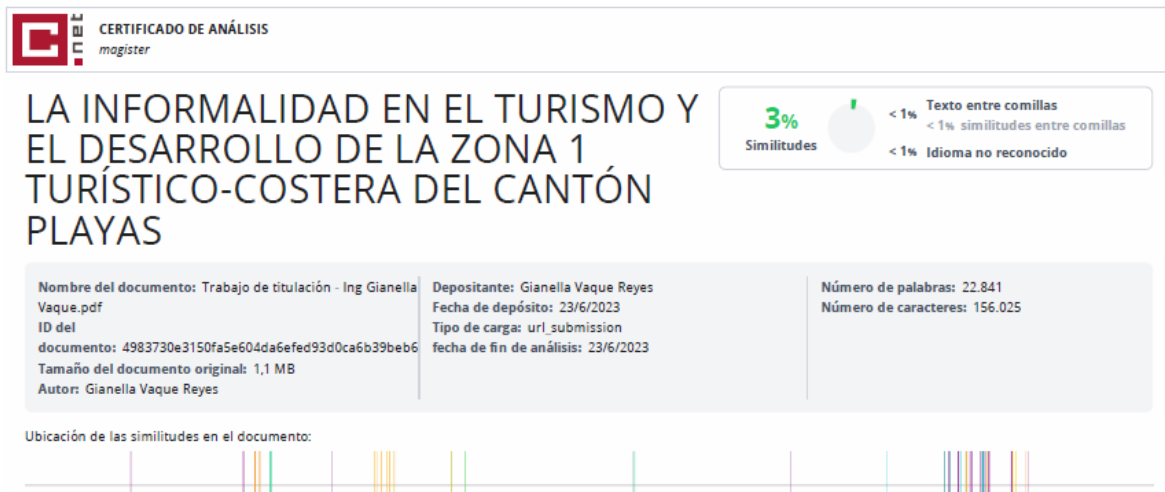 C
.net
CERTIFICADO DE ANÁLISIS
magister
LA INFORMALIDAD EN EL TURISMO Y
EL DESARROLLO DE LA ZONA 1
TURÍSTICO-COSTERA DEL CANTÓN
PLAYAS
3%
Similitudes
< 1% Texto entre comillas
< 1% similitudes entre comillas
< 1% Idioma no reconocido
Nombre del documento: Trabajo de titulación - Ing Gianella
Vaque.pdf
ID del
documento: 4983730e3150fa5e604da6efed93d0ca6b39beb6
Tamaño del documento original: 1,1 MB
Autor: Gianella Vaque Reyes
Depositante: Gianella Vaque Reyes
Fecha de depósito: 23/6/2023
Tipo de carga: url_submission
fecha de fin de análisis: 23/6/2023
Número de palabras: 22.841
Número de caracteres: 156.025
Ubicación de las similitudes en el documento: